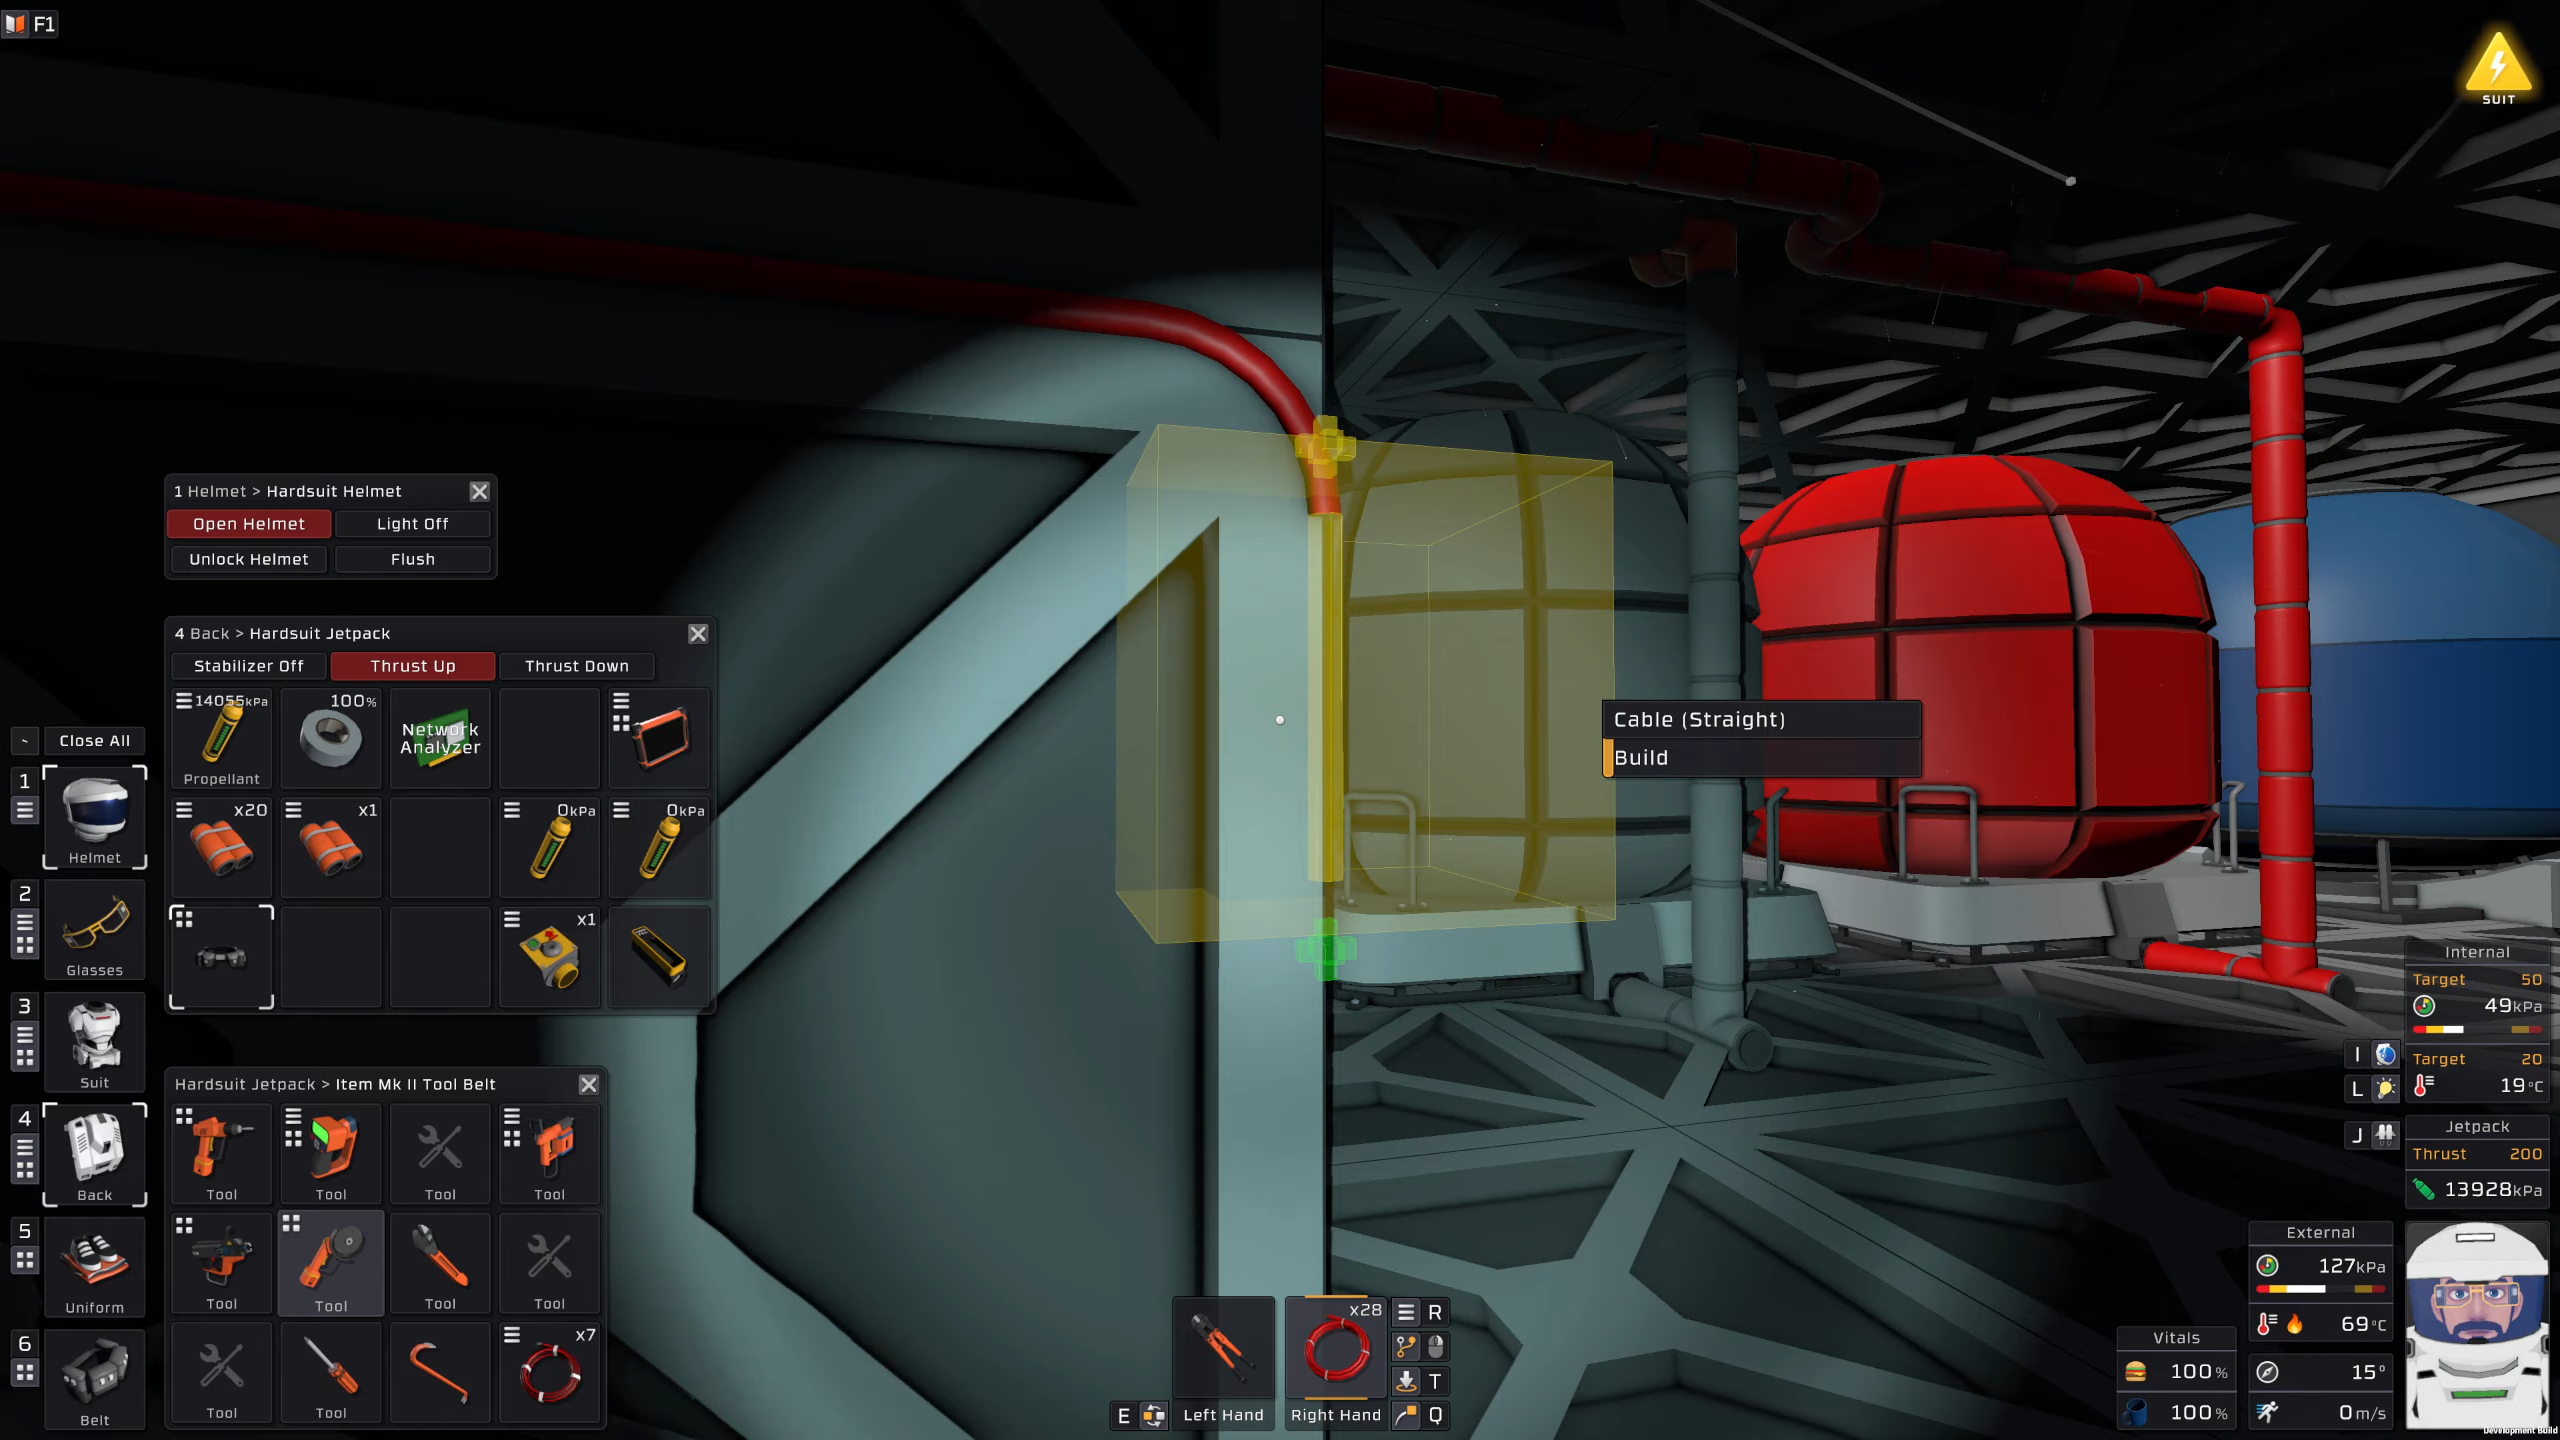 F1
SUIT
1 Helmet > Hardsuit Helmet
Open Helmet
Light Off
Unlock Helmet
Flush
4 Back > Hardsuit Jetpack
Stabilizer Off
Thrust Up
Thrust Down
14055kPa
Propellant
100%
Network
Analyzer
x20
x1
0kPa
0kPa
x1
~
Close All
1
Helmet
2
Glasses
3
Suit
4
Back
5
Uniform
6
Belt
Hardsuit Jetpack > Item Mk II Tool Belt
Tool
Tool
Tool
Tool
Tool
Tool
Tool
Tool
Tool
Tool
x7
Cable (Straight)
Build
x28
R
T
E
Left Hand
Right Hand
Q
Internal
Target 50
49kPa
Target 20
19°C
I
L
J
Jetpack
Thrust 200
13928kPa
External
127kPa
69°C
15°
0m/s
Vitals
100%
100%
Development Build